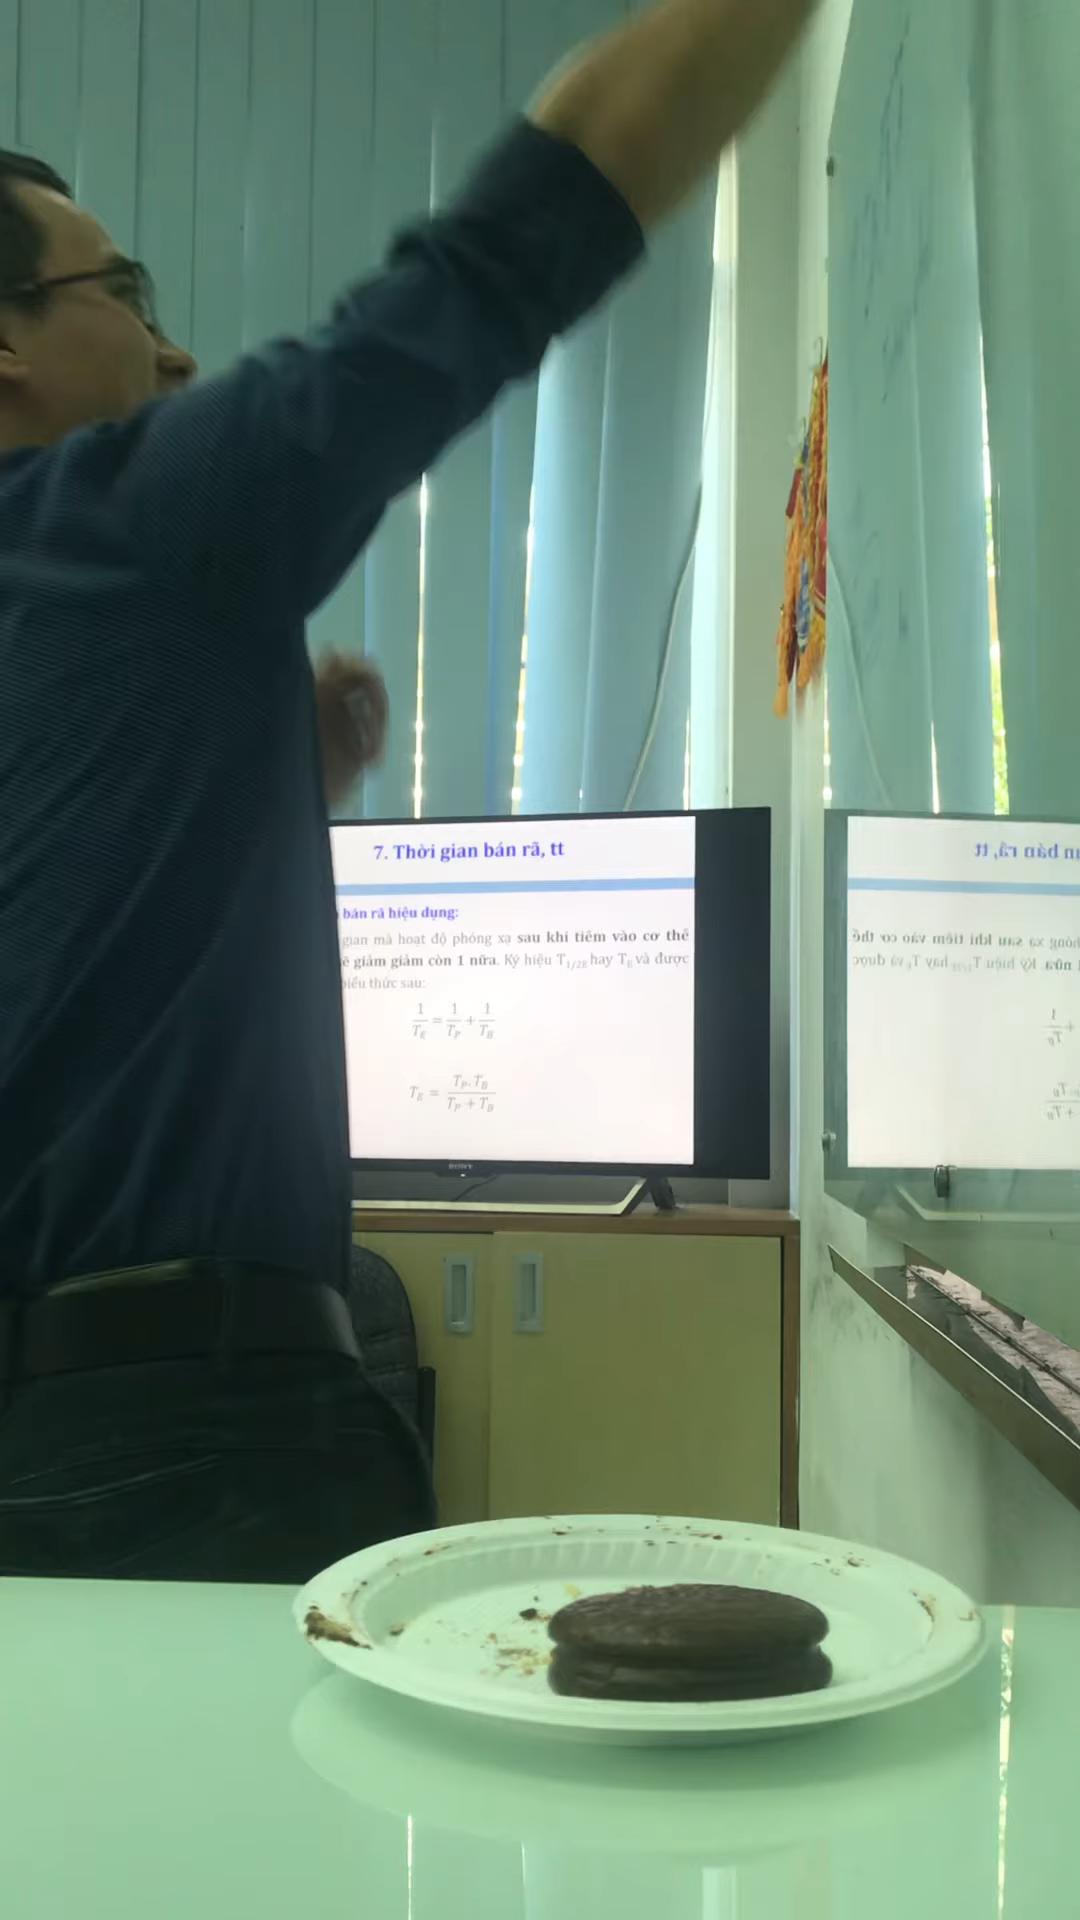 7. Thời gian bán rã, tt
bán rã hiệu dụng:
gian mà hoạt độ phóng xạ sau khi tiêm vào cơ thể
ẽ giảm giảm còn 1 nữa. Ký hiệu T1/2E hay TE và được
biểu thức sau:
1/TE = 1/TP + 1/TB
TE = TP.TB/TP + TB
SONY